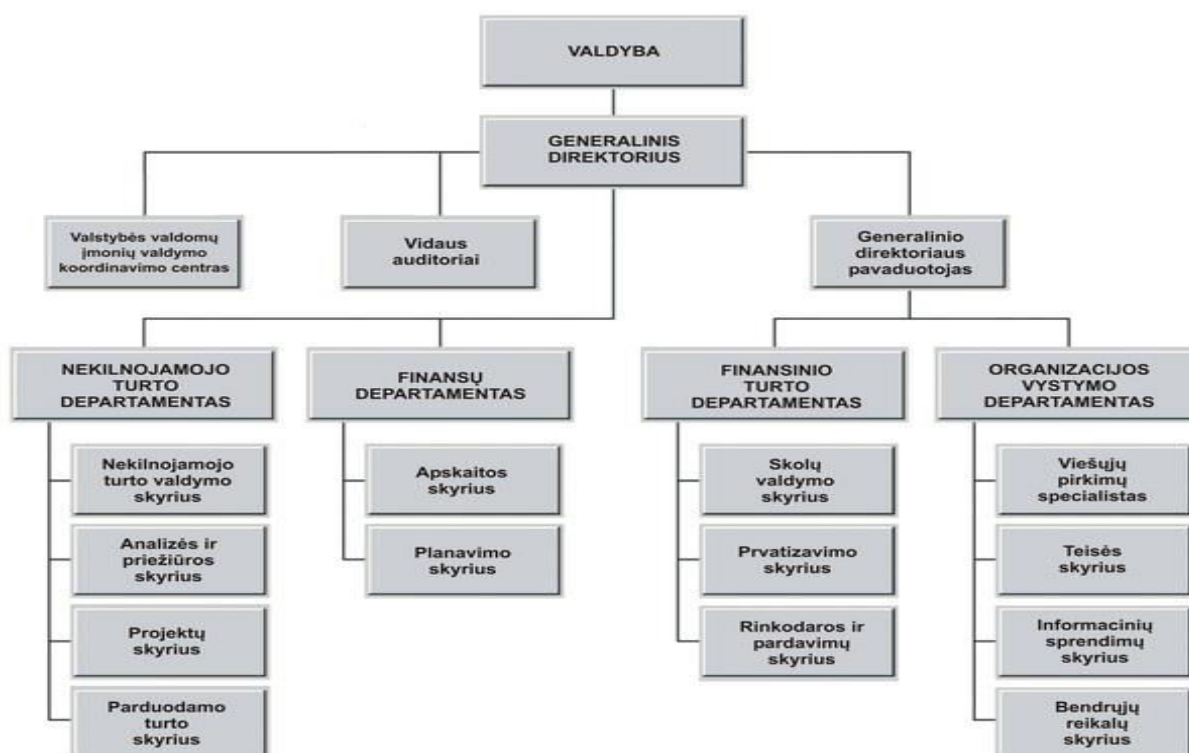 VALDYBA
GENERALINIS
DIREKTORIUS
Valstybės valdomų
įmonių valdymo
koordinavimo centras
Vidaus
auditoriai
Generalinio
direktoriaus
pavaduotojas
NEKILNOJAMOJO
TURTO
DEPARTAMENTAS
FINANSŲ
DEPARTAMENTAS
FINANSINIO
TURTO
DEPARTAMENTAS
ORGANIZACIJOS
VYSTYMO
DEPARTAMENTAS
Nekilnojamojo
turto valdymo
skyrius
Analizės ir
priežiūros
skyrius
Projektų
skyrius
Parduodamo
turto
skyrius
Apskaitos
skyrius
Planavimo
skyrius
Skolų
valdymo
skyrius
Prvatizavimo
skyrius
Rinkodaros ir
pardavimų
skyrius
Viešųjų
pirkimų
specialistas
Teisės
skyrius
Informacinių
sprendimų
skyrius
Bendrųjų
reikalų
skyrius